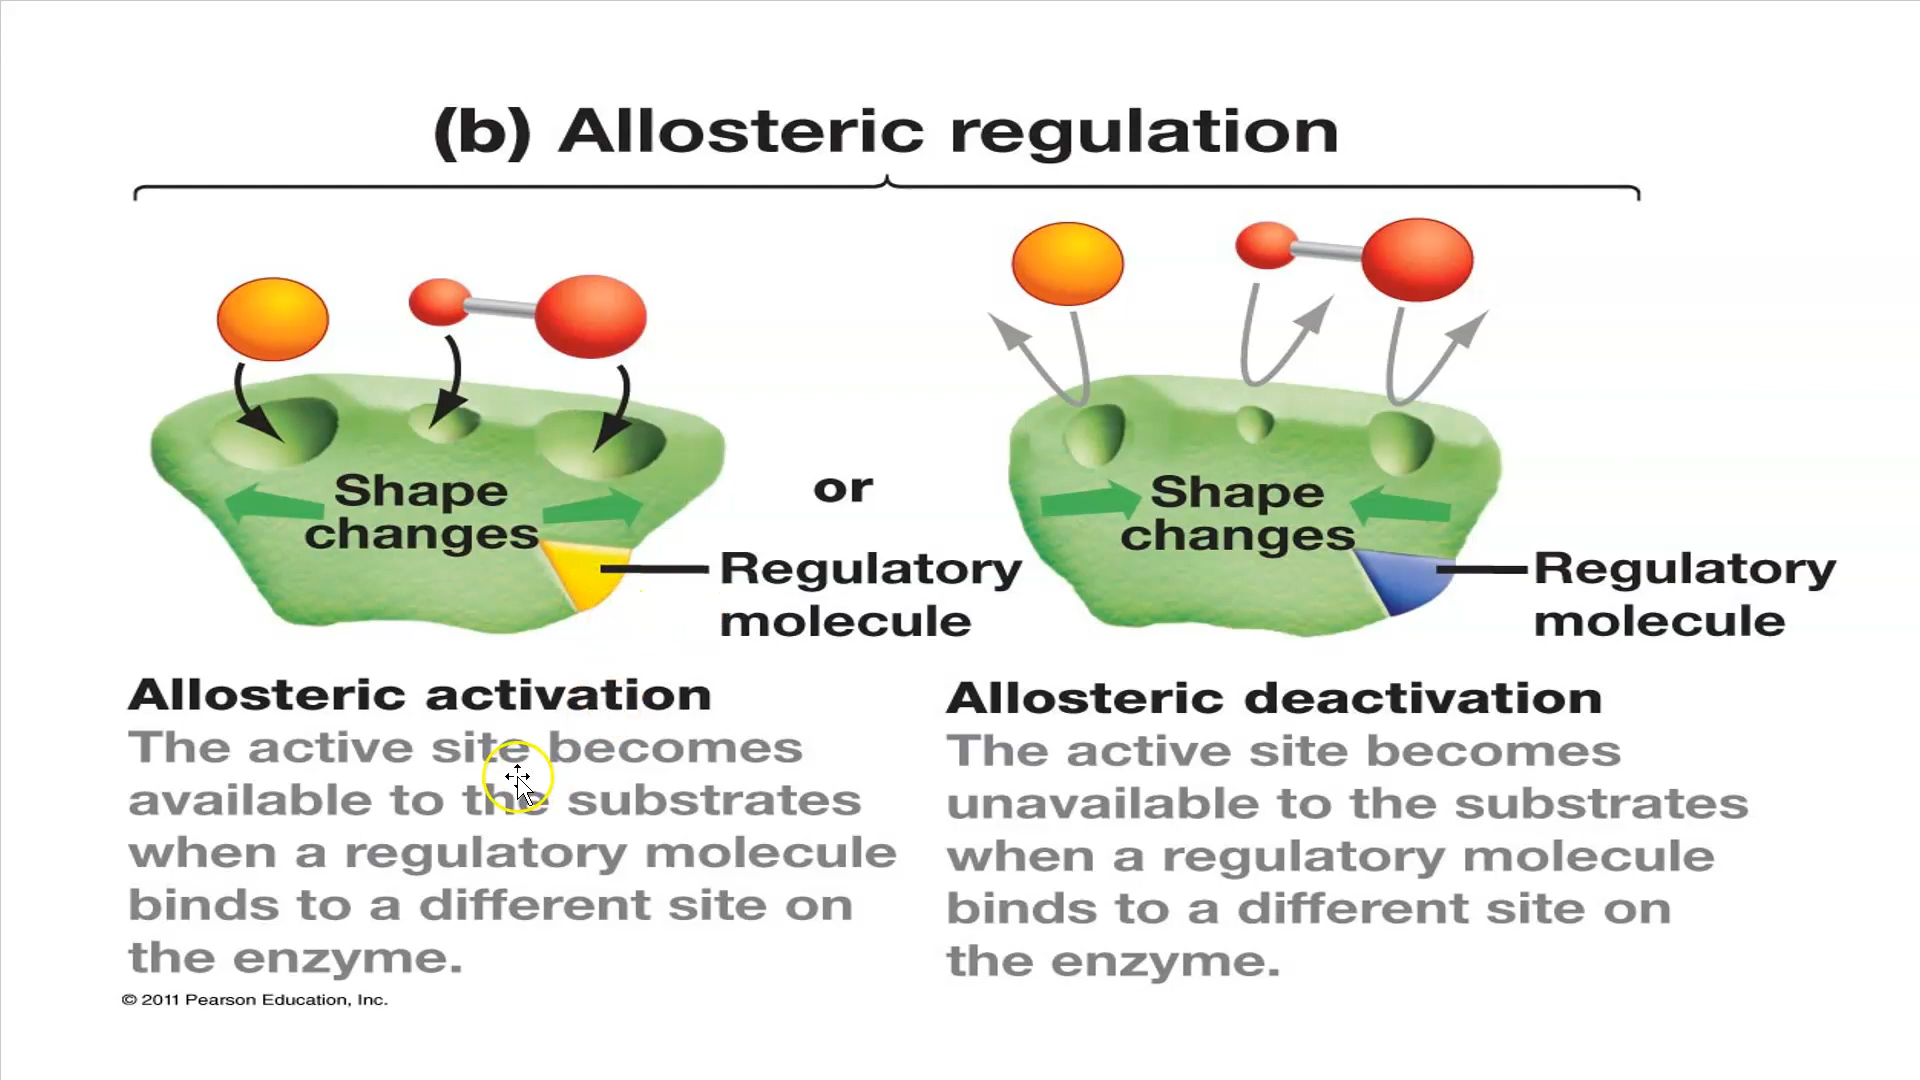 (b) Allosteric regulation
Shape
changes
Regulatory
molecule
or
Shape
changes
Regulatory
molecule
Allosteric activation
The active site becomes
available to the substrates
when a regulatory molecule
binds to a different site on
the enzyme.
Allosteric deactivation
The active site becomes
unavailable to the substrates
when a regulatory molecule
binds to a different site on
the enzyme.
© 2011 Pearson Education, Inc.